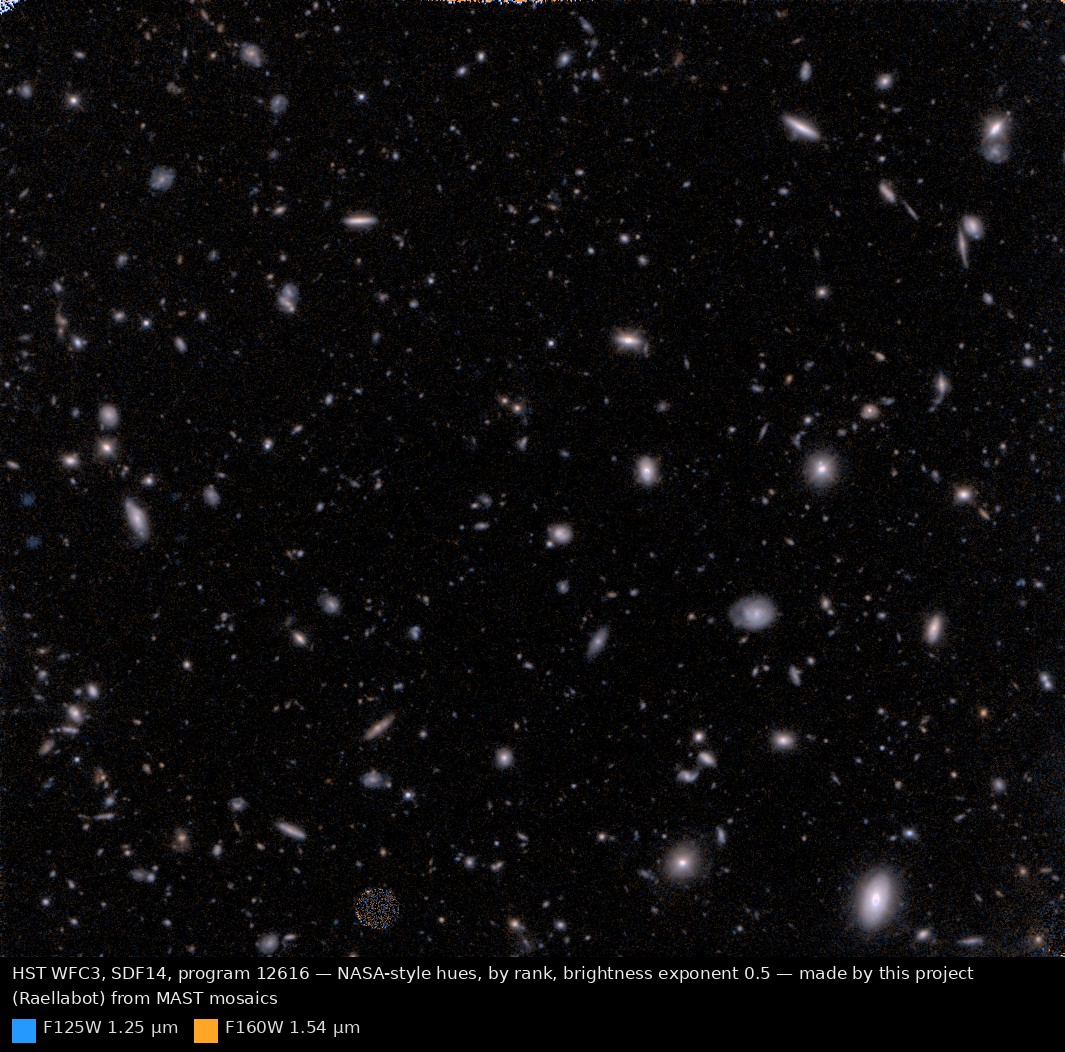 HST WFC3, SDF14, program 12616 — NASA-style hues, by rank, brightness exponent 0.5 — made by this project
(Raellabot) from MAST mosaics
F125W 1.25 μm F160W 1.54 μm